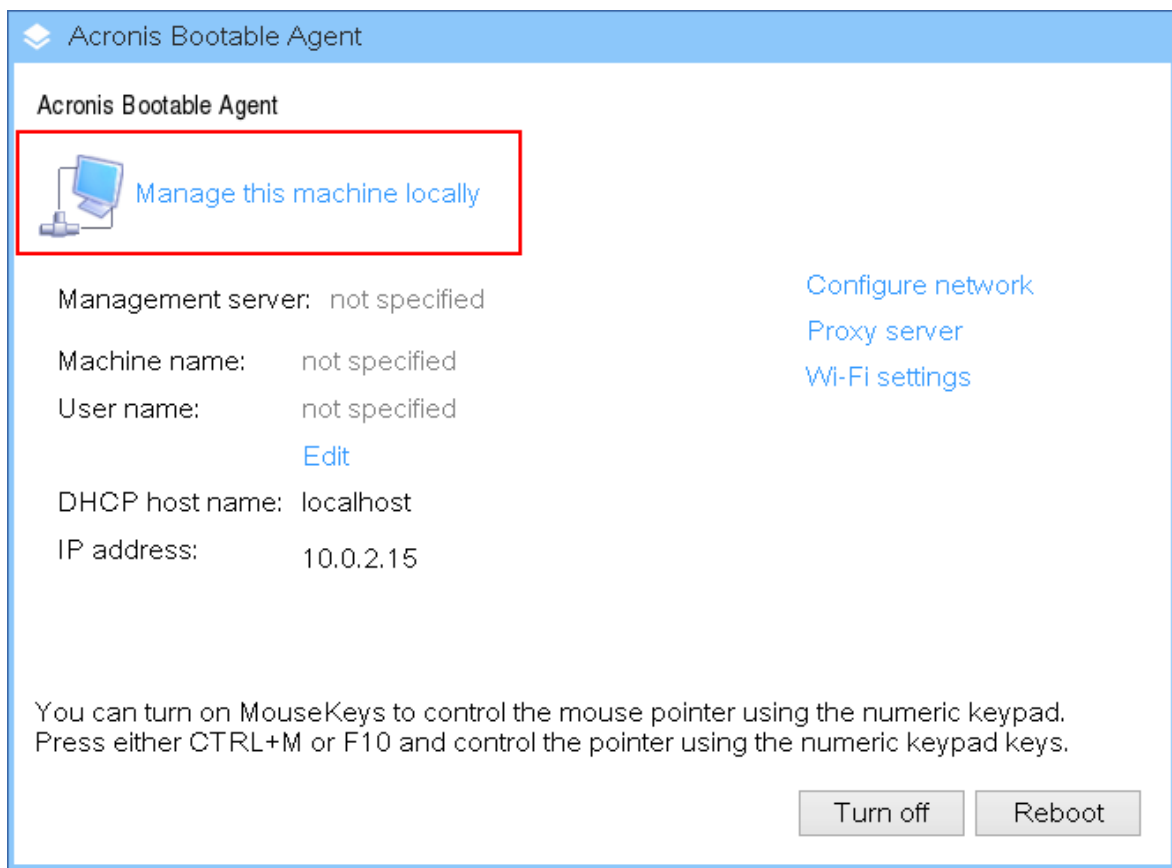 Acronis Bootable Agent
Acronis Bootable Agent
Manage this machine locally
Management server: not specified
Machine name: not specified
User name: not specified
Edit
DHCP host name: localhost
IP address: 10.0.2.15
Configure network
Proxy server
Wi-Fi settings
You can turn on MouseKeys to control the mouse pointer using the numeric keypad.
Press either CTRL+M or F10 and control the pointer using the numeric keypad keys.
Turn off Reboot